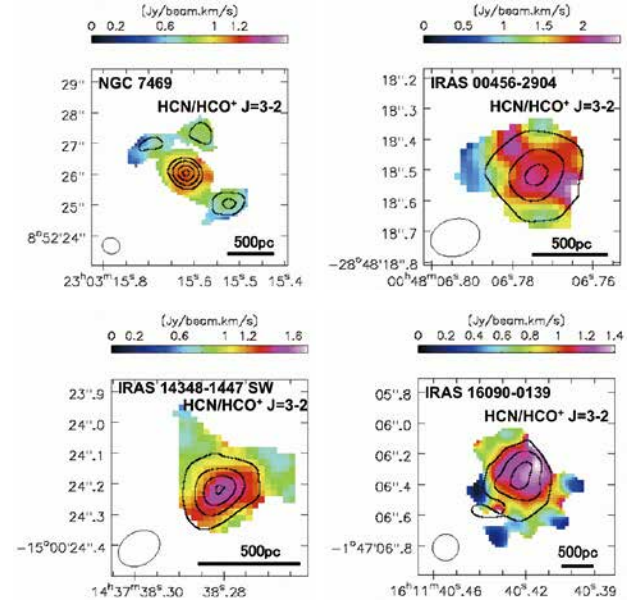 (Jy/beam.km/s)
0 0.2 0.6 1 1.2
NGC 7469
HCN/HCO⁺ J=3-2
29"
28"
27"
26"
25"
8°52'24"
500pc
23ʰ03ᵐ15ˢ.8 15ˢ.6 15ˢ.5 15ˢ.4
(Jy/beam.km/s)
0 0.5 1 1.5 2
IRAS 00456-2904
HCN/HCO⁺ J=3-2
18".2
18".3
18".4
18".5
18".6
18".7
-28°48'18".8
500pc
00ʰ48ᵐ06ˢ.80 06ˢ.78 06ˢ.76
(Jy/beam.km/s)
0 0.2 0.6 1 1.2 1.6
IRAS 14348-1447 SW
HCN/HCO⁺ J=3-2
23".9
24".0
24".1
24".2
24".3
-15°00'24".4
500pc
14ʰ37ᵐ38ˢ.30 38ˢ.28
(Jy/beam.km/s)
0 0.2 0.4 0.6 0.8 1 1.2 1.4
IRAS 16090-0139
HCN/HCO⁺ J=3-2
05".8
06".0
06".2
06".4
06".6
-1°47'06".8
500pc
16ʰ11ᵐ40ˢ.46 40ˢ.42 40ˢ.39